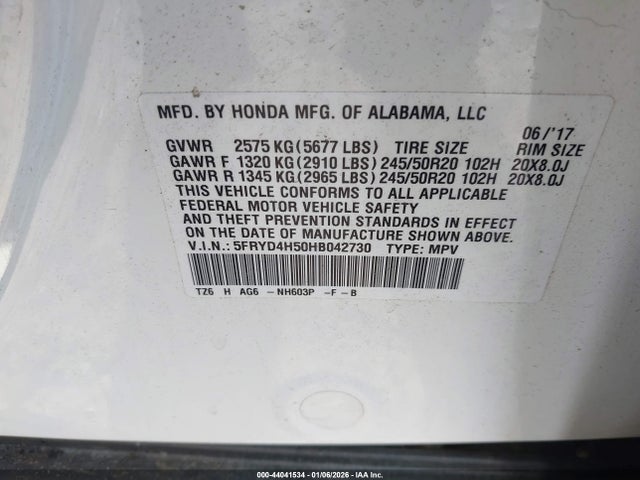 MFD. BY HONDA MFG. OF ALABAMA, LLC
06/'17
GVWR 2575 KG(5677 LBS) TIRE SIZE RIM SIZE
GAWR F 1320 KG(2910 LBS)245/50R20 102H 20X8.0J
GAWR R 1345 KG(2965 LBS)245/50R20 102H 20X8.0J
THIS VEHICLE CONFORMS TO ALL APPLICABLE
FEDERAL MOTOR VEHICLE SAFETY
AND THEFT PREVENTION STANDARDS IN EFFECT
ON THE DATE OF MANUFACTURE SHOWN ABOVE.
V.I.N.:5FRYD4H50HB042730 TYPE: MPV
TZ6 H AG6 -NH603P -F-B
000-44041534 - 01/06/2026 - IAA Inc.